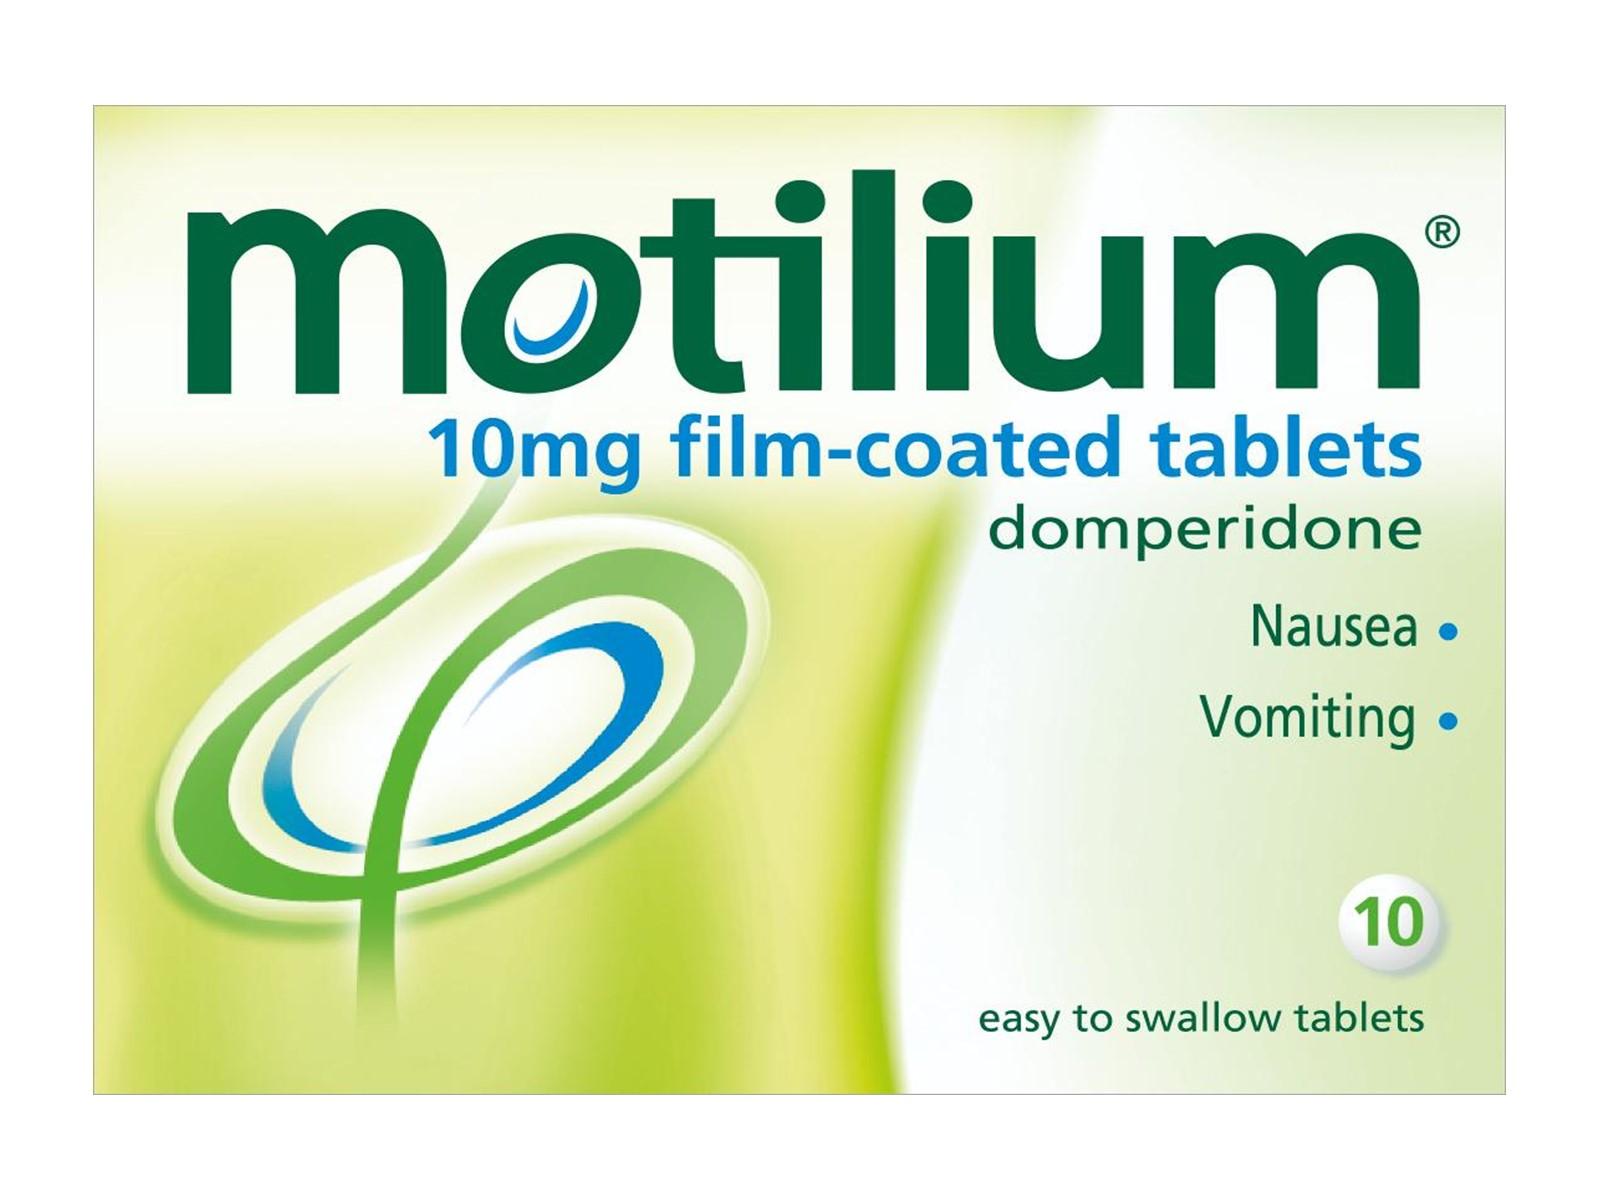 motilium®
10mg film-coated tablets
domperidone
Nausea •
Vomiting •
10
easy to swallow tablets